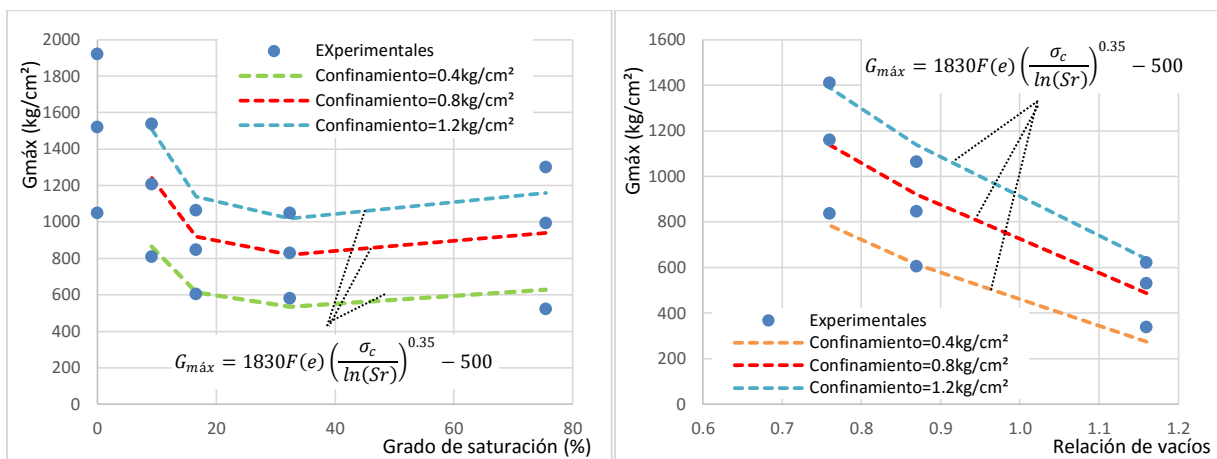 2000
1800
1600
1400
1200
1000
800
600
400
200
0
Gmáx (kg/cm²)
EXperimentales
Confinamiento=0.4kg/cm²
Confinamiento=0.8kg/cm²
Confinamiento=1.2kg/cm²
G_máx = 1830F(e) (σ_c / ln(Sr))^0.35 − 500
0 20 40 60 80
Grado de saturación (%)
1600
1400
1200
1000
800
600
400
200
0
Gmáx (kg/cm²)
G_máx = 1830F(e) (σ_c / ln(Sr))^0.35 − 500
Experimentales
Confinamiento=0.4kg/cm²
Confinamiento=0.8kg/cm²
Confinamiento=1.2kg/cm²
0.6 0.7 0.8 0.9 1.0 1.1 1.2
Relación de vacíos